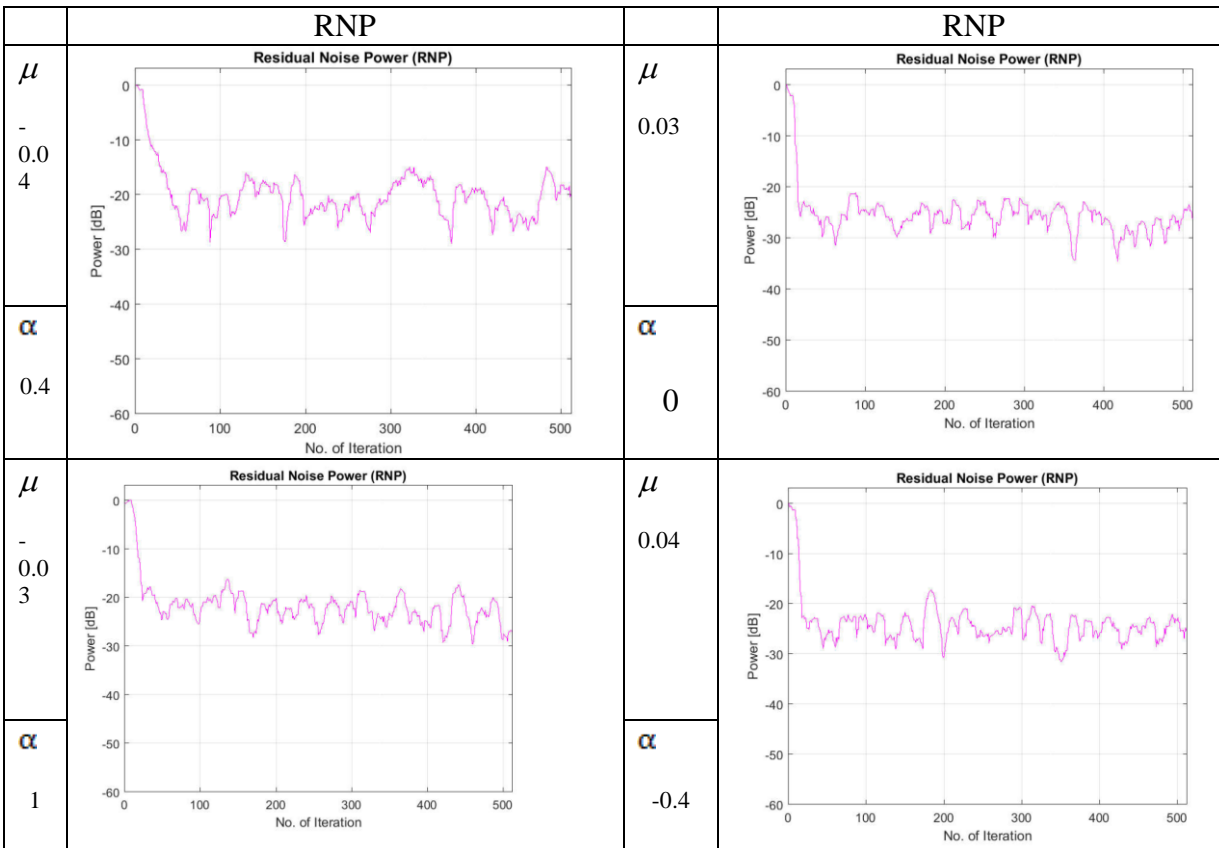 RNP
RNP
μ
-
0.0
4
α
0.4
Residual Noise Power (RNP)
Power [dB]
0
-10
-20
-30
-40
-50
-60
0 100 200 300 400 500
No. of Iteration
μ
0.03
α
0
Residual Noise Power (RNP)
Power [dB]
0
-10
-20
-30
-40
-50
-60
0 100 200 300 400 500
No. of Iteration
μ
-
0.0
3
α
1
Residual Noise Power (RNP)
Power [dB]
0
-10
-20
-30
-40
-50
-60
0 100 200 300 400 500
No. of Iteration
μ
0.04
α
-0.4
Residual Noise Power (RNP)
Power [dB]
0
-10
-20
-30
-40
-50
-60
0 100 200 300 400 500
No. of Iteration